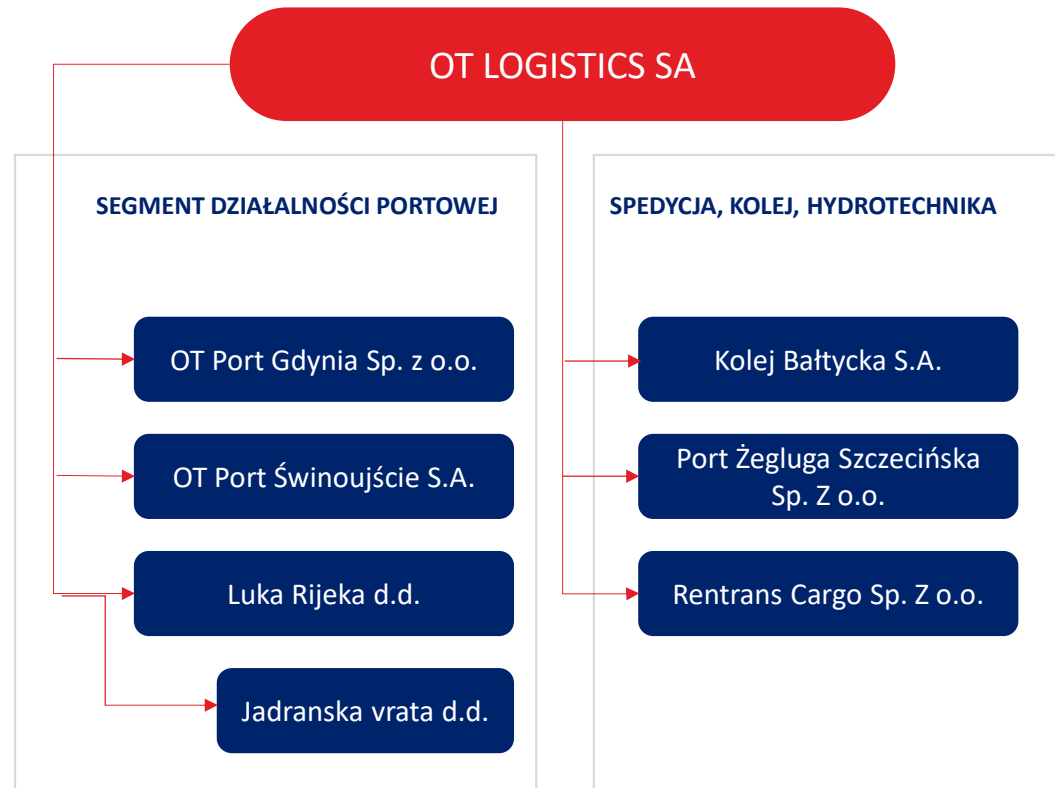 OT LOGISTICS SA
SEGMENT DZIAŁALNOŚCI PORTOWEJ
OT Port Gdynia Sp. z o.o.
OT Port Świnoujście S.A.
Luka Rijeka d.d.
Jadranska vrata d.d.
SPEDYCJA, KOLEJ, HYDROTECHNIKA
Kolej Bałtycka S.A.
Port Żegluga Szczecińska
Sp. Z o.o.
Rentrans Cargo Sp. Z o.o.